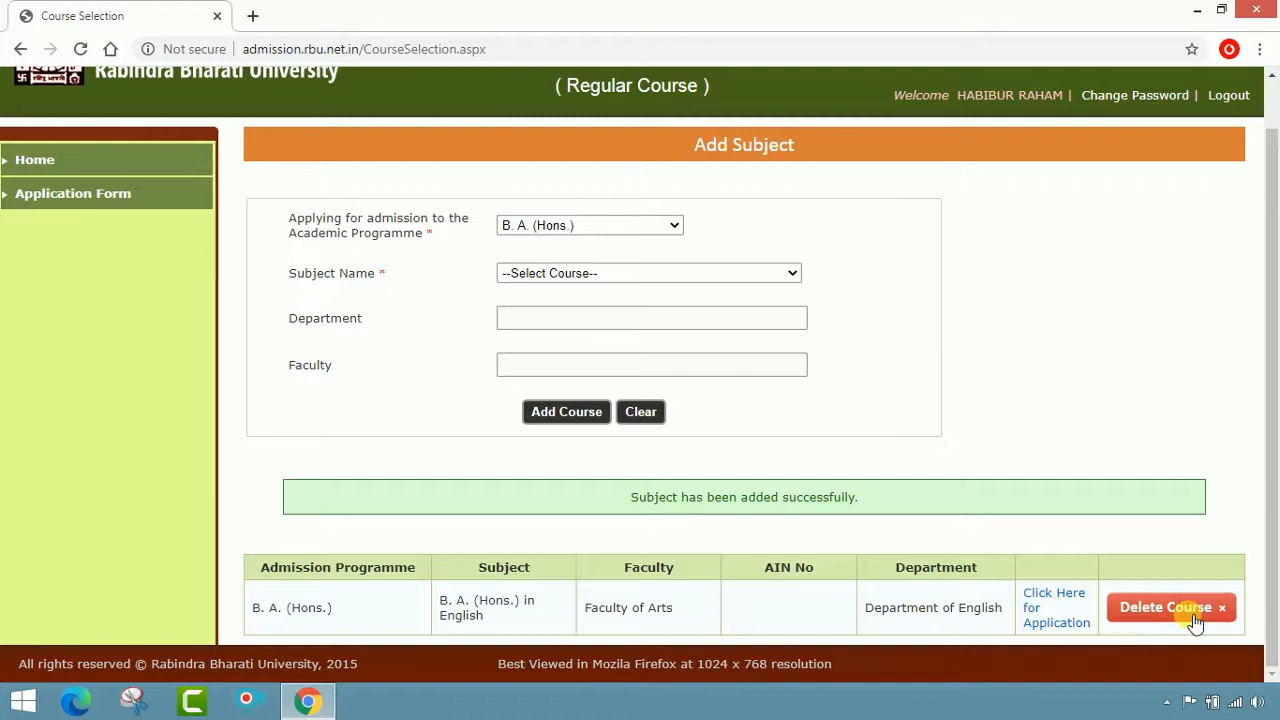 Course Selection
Not secure
admission.rbu.net.in/CourseSelection.aspx
Rabindra Bharati University
( Regular Course )
Welcome HABIBUR RAHAM | Change Password | Logout
Home
Application Form
Add Subject
Applying for admission to the
Academic Programme *
B. A. (Hons.)
Subject Name *
--Select Course--
Department
Faculty
Add Course
Clear
Subject has been added successfully.
Admission Programme Subject Faculty AIN No Department
B. A. (Hons.)
B. A. (Hons.) in
English
Faculty of Arts
Department of English
Click Here
for
Application
Delete Course ×
All rights reserved © Rabindra Bharati University, 2015
Best Viewed in Mozilla Firefox at 1024 x 768 resolution